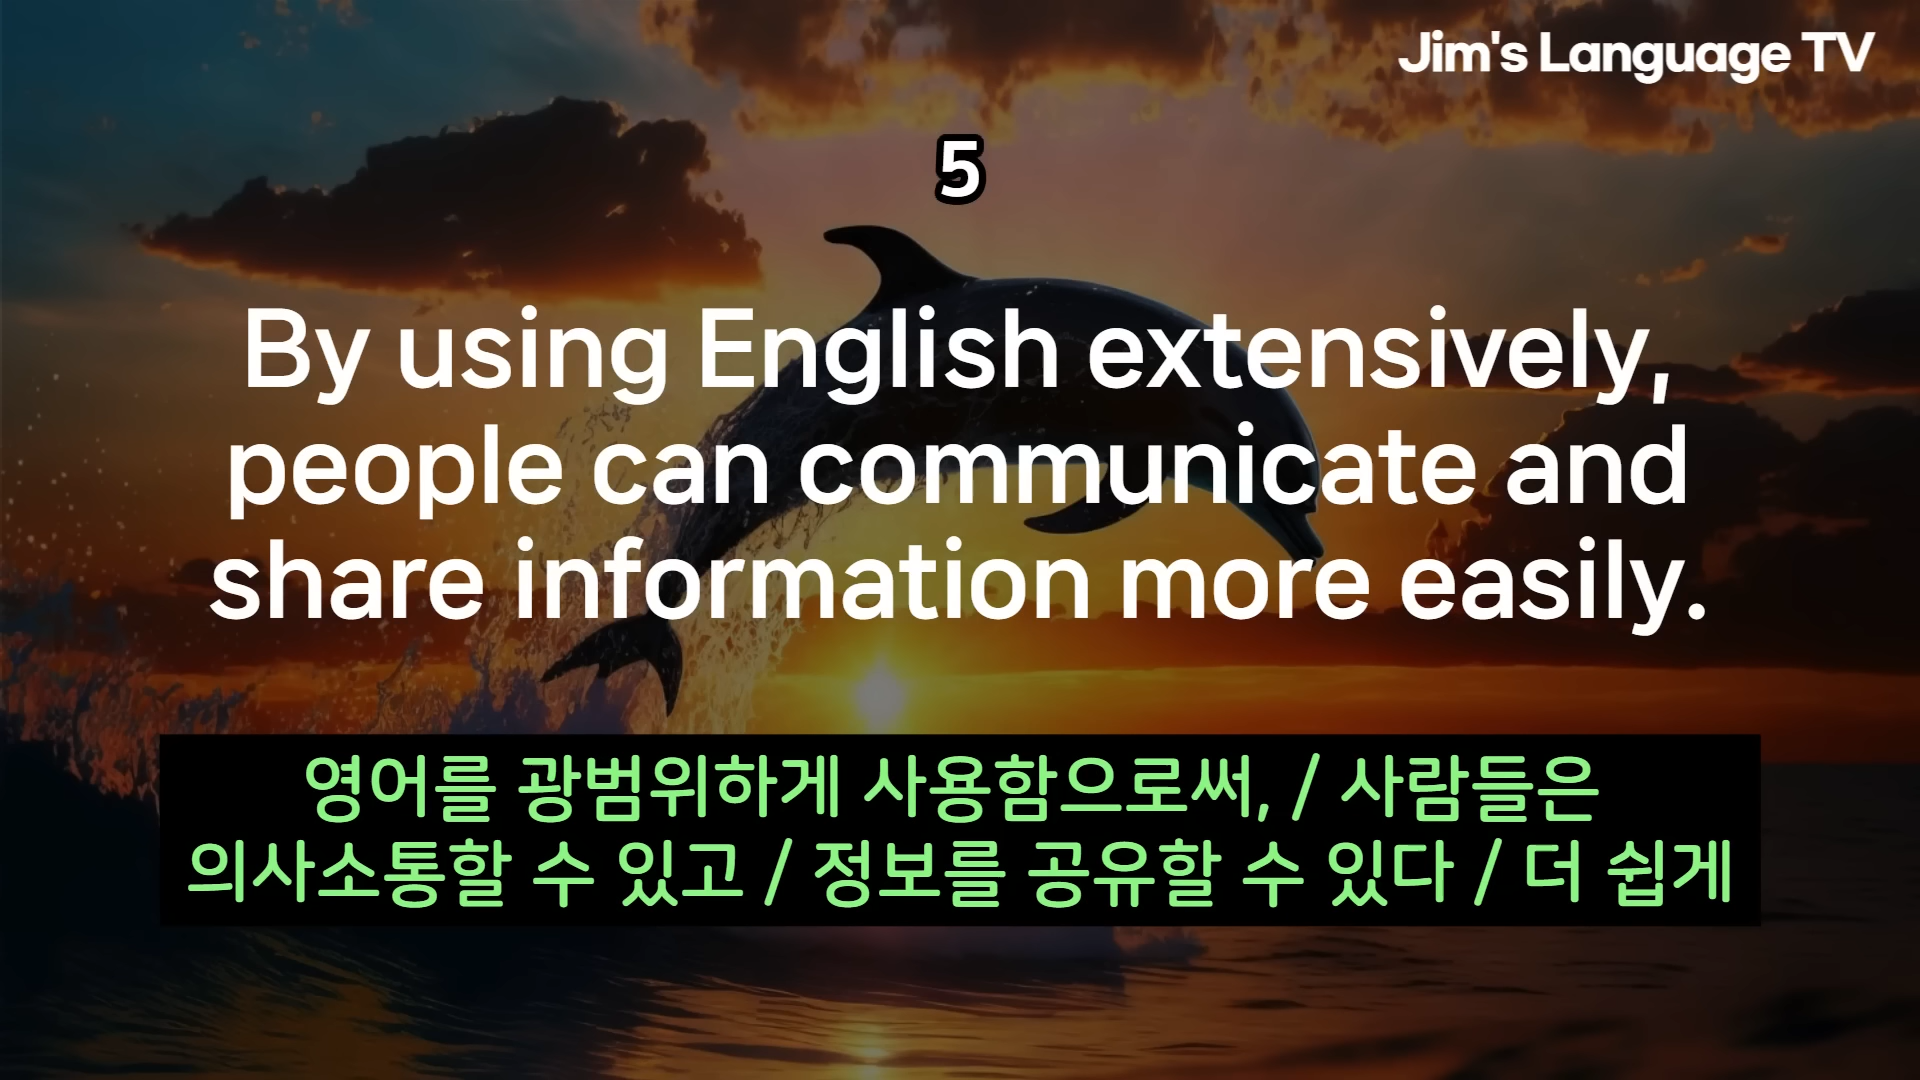 Jim's Language TV
5
By using English extensively,
people can communicate and
share information more easily.
영어를 광범위하게 사용함으로써, / 사람들은
의사소통할 수 있고 / 정보를 공유할 수 있다 / 더 쉽게